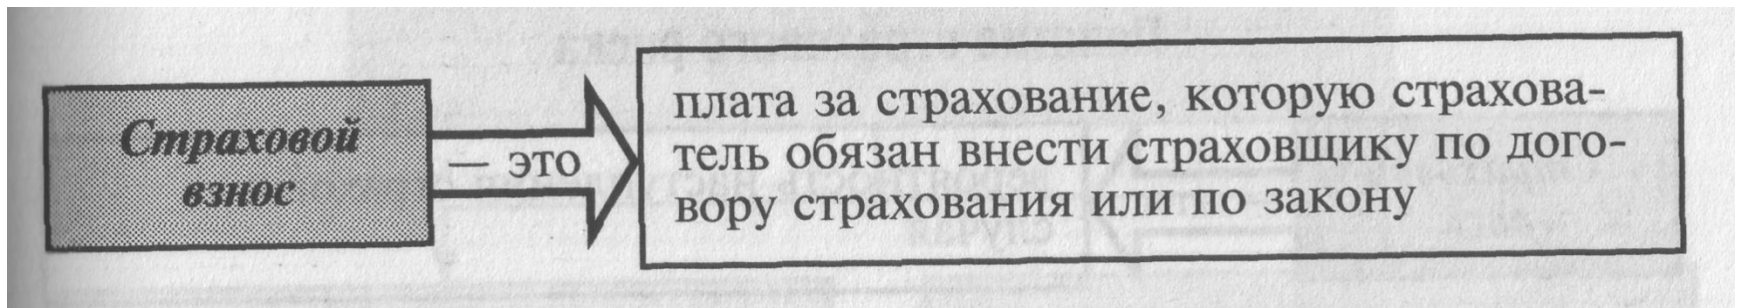 Страховой
взнос
— это
плата за страхование, которую страхова-
тель обязан внести страховщику по дого-
вору страхования или по закону